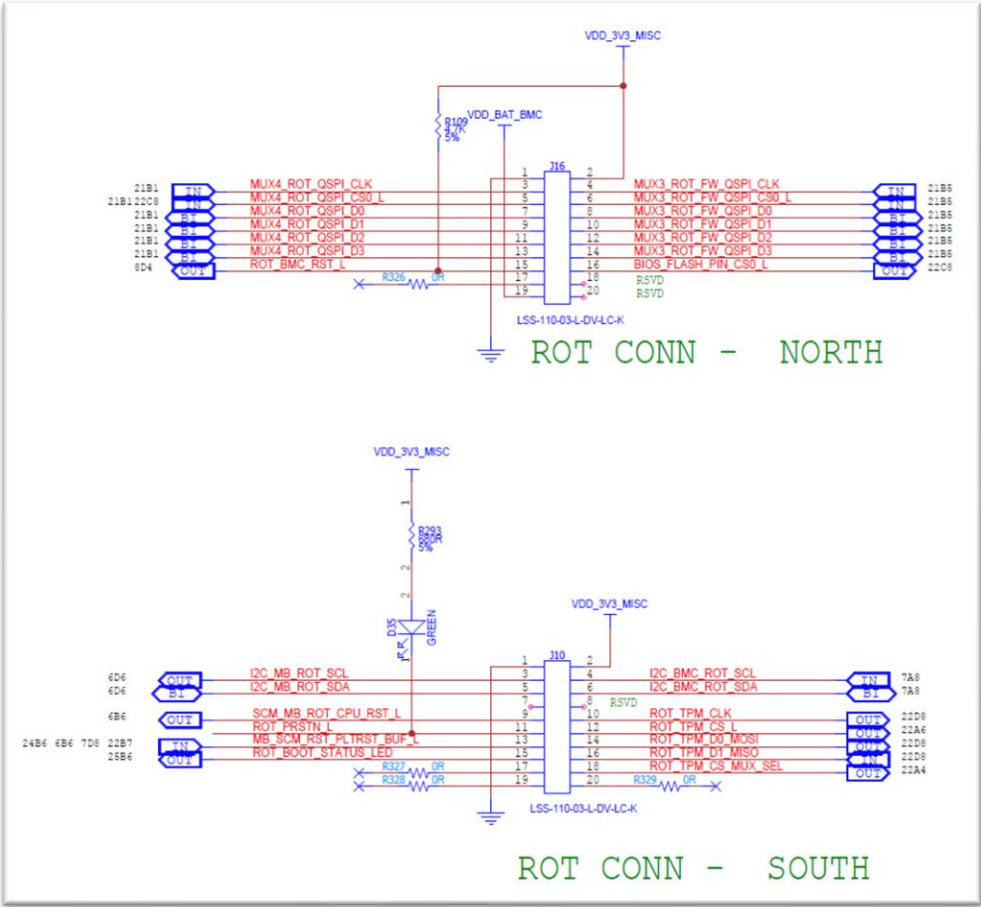 VDD_3V3_MISC
R109
4.7K
5%
VDD_BAT_BMC
J16
1 2
21B1 IN MUX4_ROT_QSPI_CLK 3 4 MUX3_ROT_FW_QSPI_CLK IN 21B5
21B1 22C8 IN MUX4_ROT_QSPI_CS0_L 5 6 MUX3_ROT_FW_QSPI_CS0_L IN 21B5
21B1 BI MUX4_ROT_QSPI_D0 7 8 MUX3_ROT_FW_QSPI_D0 BI 21B5
21B1 BI MUX4_ROT_QSPI_D1 9 10 MUX3_ROT_FW_QSPI_D1 BI 21B5
21B1 BI MUX4_ROT_QSPI_D2 11 12 MUX3_ROT_FW_QSPI_D2 BI 21B5
21B1 BI MUX4_ROT_QSPI_D3 13 14 MUX3_ROT_FW_QSPI_D3 BI 21B5
8D4 OUT ROT_BMC_RST_L 15 16 BIOS_FLASH_PIN_CS0_L OUT 22C8
R326 0R 17 18 RSVD
19 20 RSVD
LSS-110-03-L-DV-LC-K
ROT CONN - NORTH
VDD_3V3_MISC
1
R293
680R
5%
2
2
D35
GREEN
1
VDD_3V3_MISC
J10
1 2
6D6 OUT I2C_MB_ROT_SCL 3 4 I2C_BMC_ROT_SCL IN 7A8
6D6 BI I2C_MB_ROT_SDA 5 6 I2C_BMC_ROT_SDA BI 7A8
7 8 RSVD
6B6 OUT SCM_MB_ROT_CPU_RST_L 9 10 ROT_TPM_CLK OUT 22D8
ROT_PRSTN_L 11 12 ROT_TPM_CS_L OUT 22A6
24B6 6B6 7D8 22B7 IN MB_SCM_RST_PLTRST_BUF_L 13 14 ROT_TPM_D0_MOSI OUT 22D8
25B6 OUT ROT_BOOT_STATUS_LED 15 16 ROT_TPM_D1_MISO IN 22D8
R327 0R 17 18 ROT_TPM_CS_MUX_SEL OUT 22A4
R328 0R 19 20 R329 0R
LSS-110-03-L-DV-LC-K
ROT CONN - SOUTH